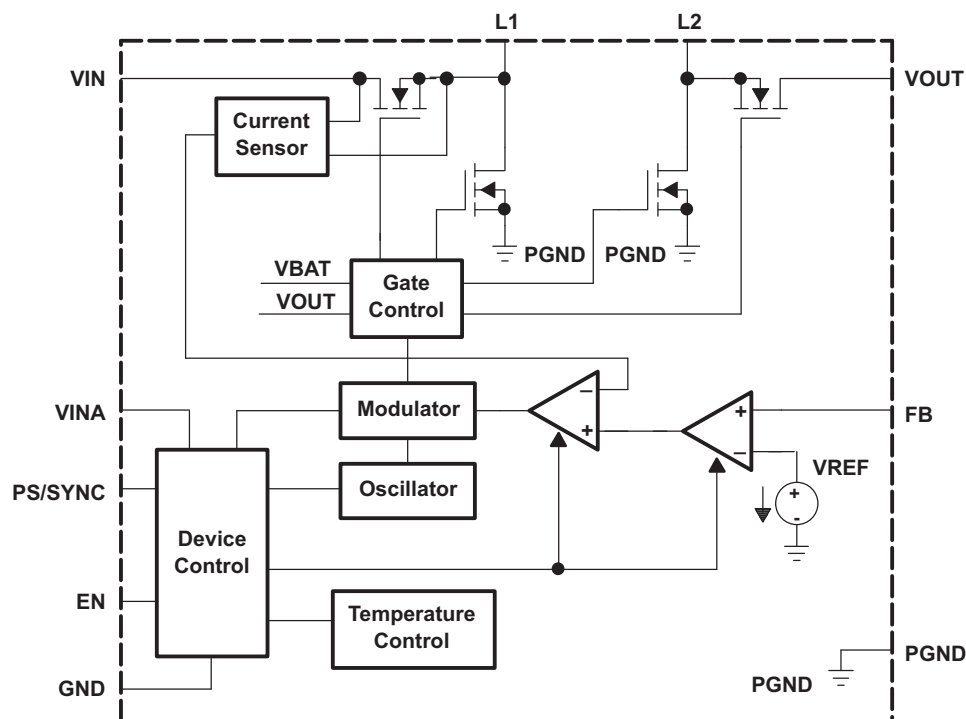 L1
L2
VIN
VOUT
Current
Sensor
PGND
PGND
VBAT
Gate
Control
VOUT
VINA
Modulator
−
+
+
−
FB
VREF
PS/SYNC
Oscillator
+
-
Device
Control
EN
Temperature
Control
PGND
GND
PGND